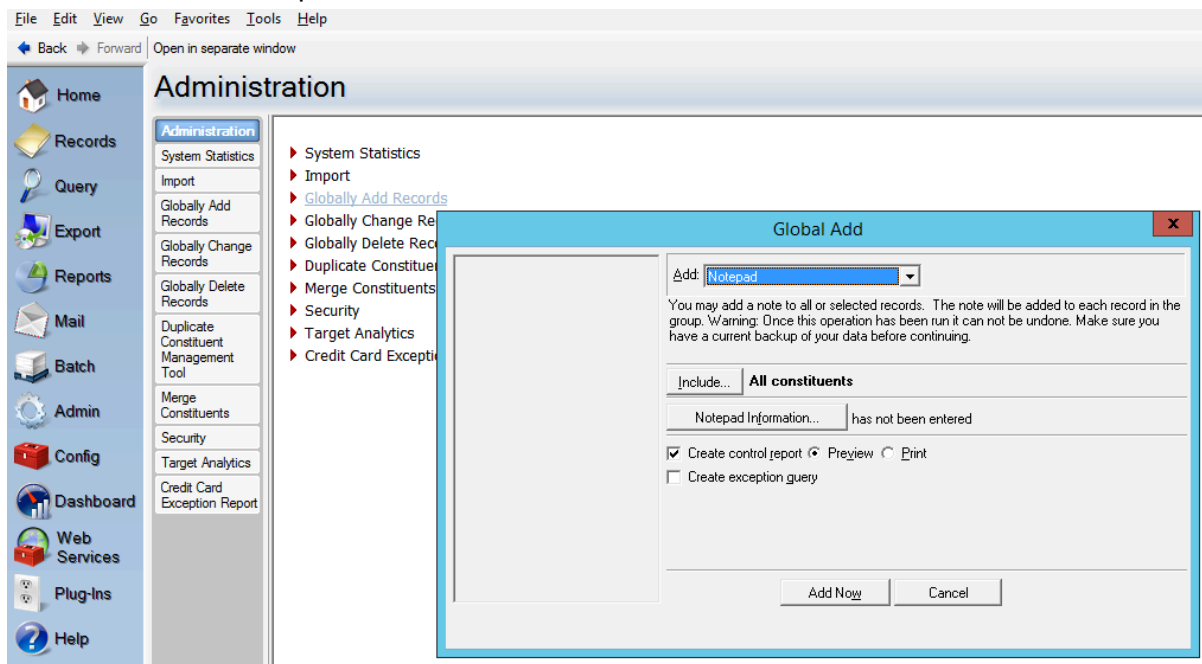 File Edit View Go Favorites Tools Help
Back Forward Open in separate window
Administration
Home
Records
Query
Export
Reports
Mail
Batch
Admin
Config
Dashboard
Web
Services
Plug-Ins
Help
Administration
System Statistics
Import
Globally Add
Records
Globally Change
Records
Globally Delete
Records
Duplicate
Constituent
Management
Tool
Merge
Constituents
Security
Target Analytics
Credit Card
Exception Report
System Statistics
Import
Globally Add Records
Globally Change Re
Globally Delete Rec
Duplicate Constitue
Merge Constituents
Security
Target Analytics
Credit Card Excepti
Global Add
x
Add: Notepad
You may add a note to all or selected records. The note will be added to each record in the
group. Warning: Once this operation has been run it can not be undone. Make sure you
have a current backup of your data before continuing.
Include... All constituents
Notepad Information... has not been entered
Create control report Preview Print
Create exception query
Add Now Cancel